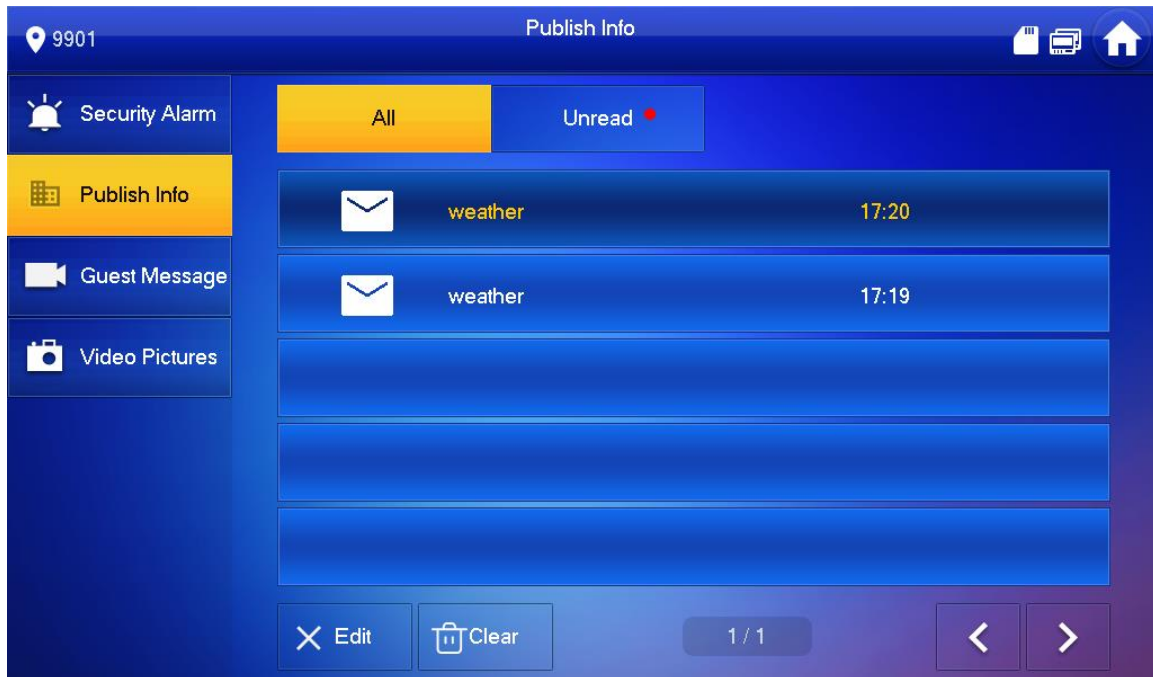 9901
Publish Info
Security Alarm
Publish Info
Guest Message
Video Pictures
All
Unread
weather 17:20
weather 17:19
Edit
Clear
1 / 1